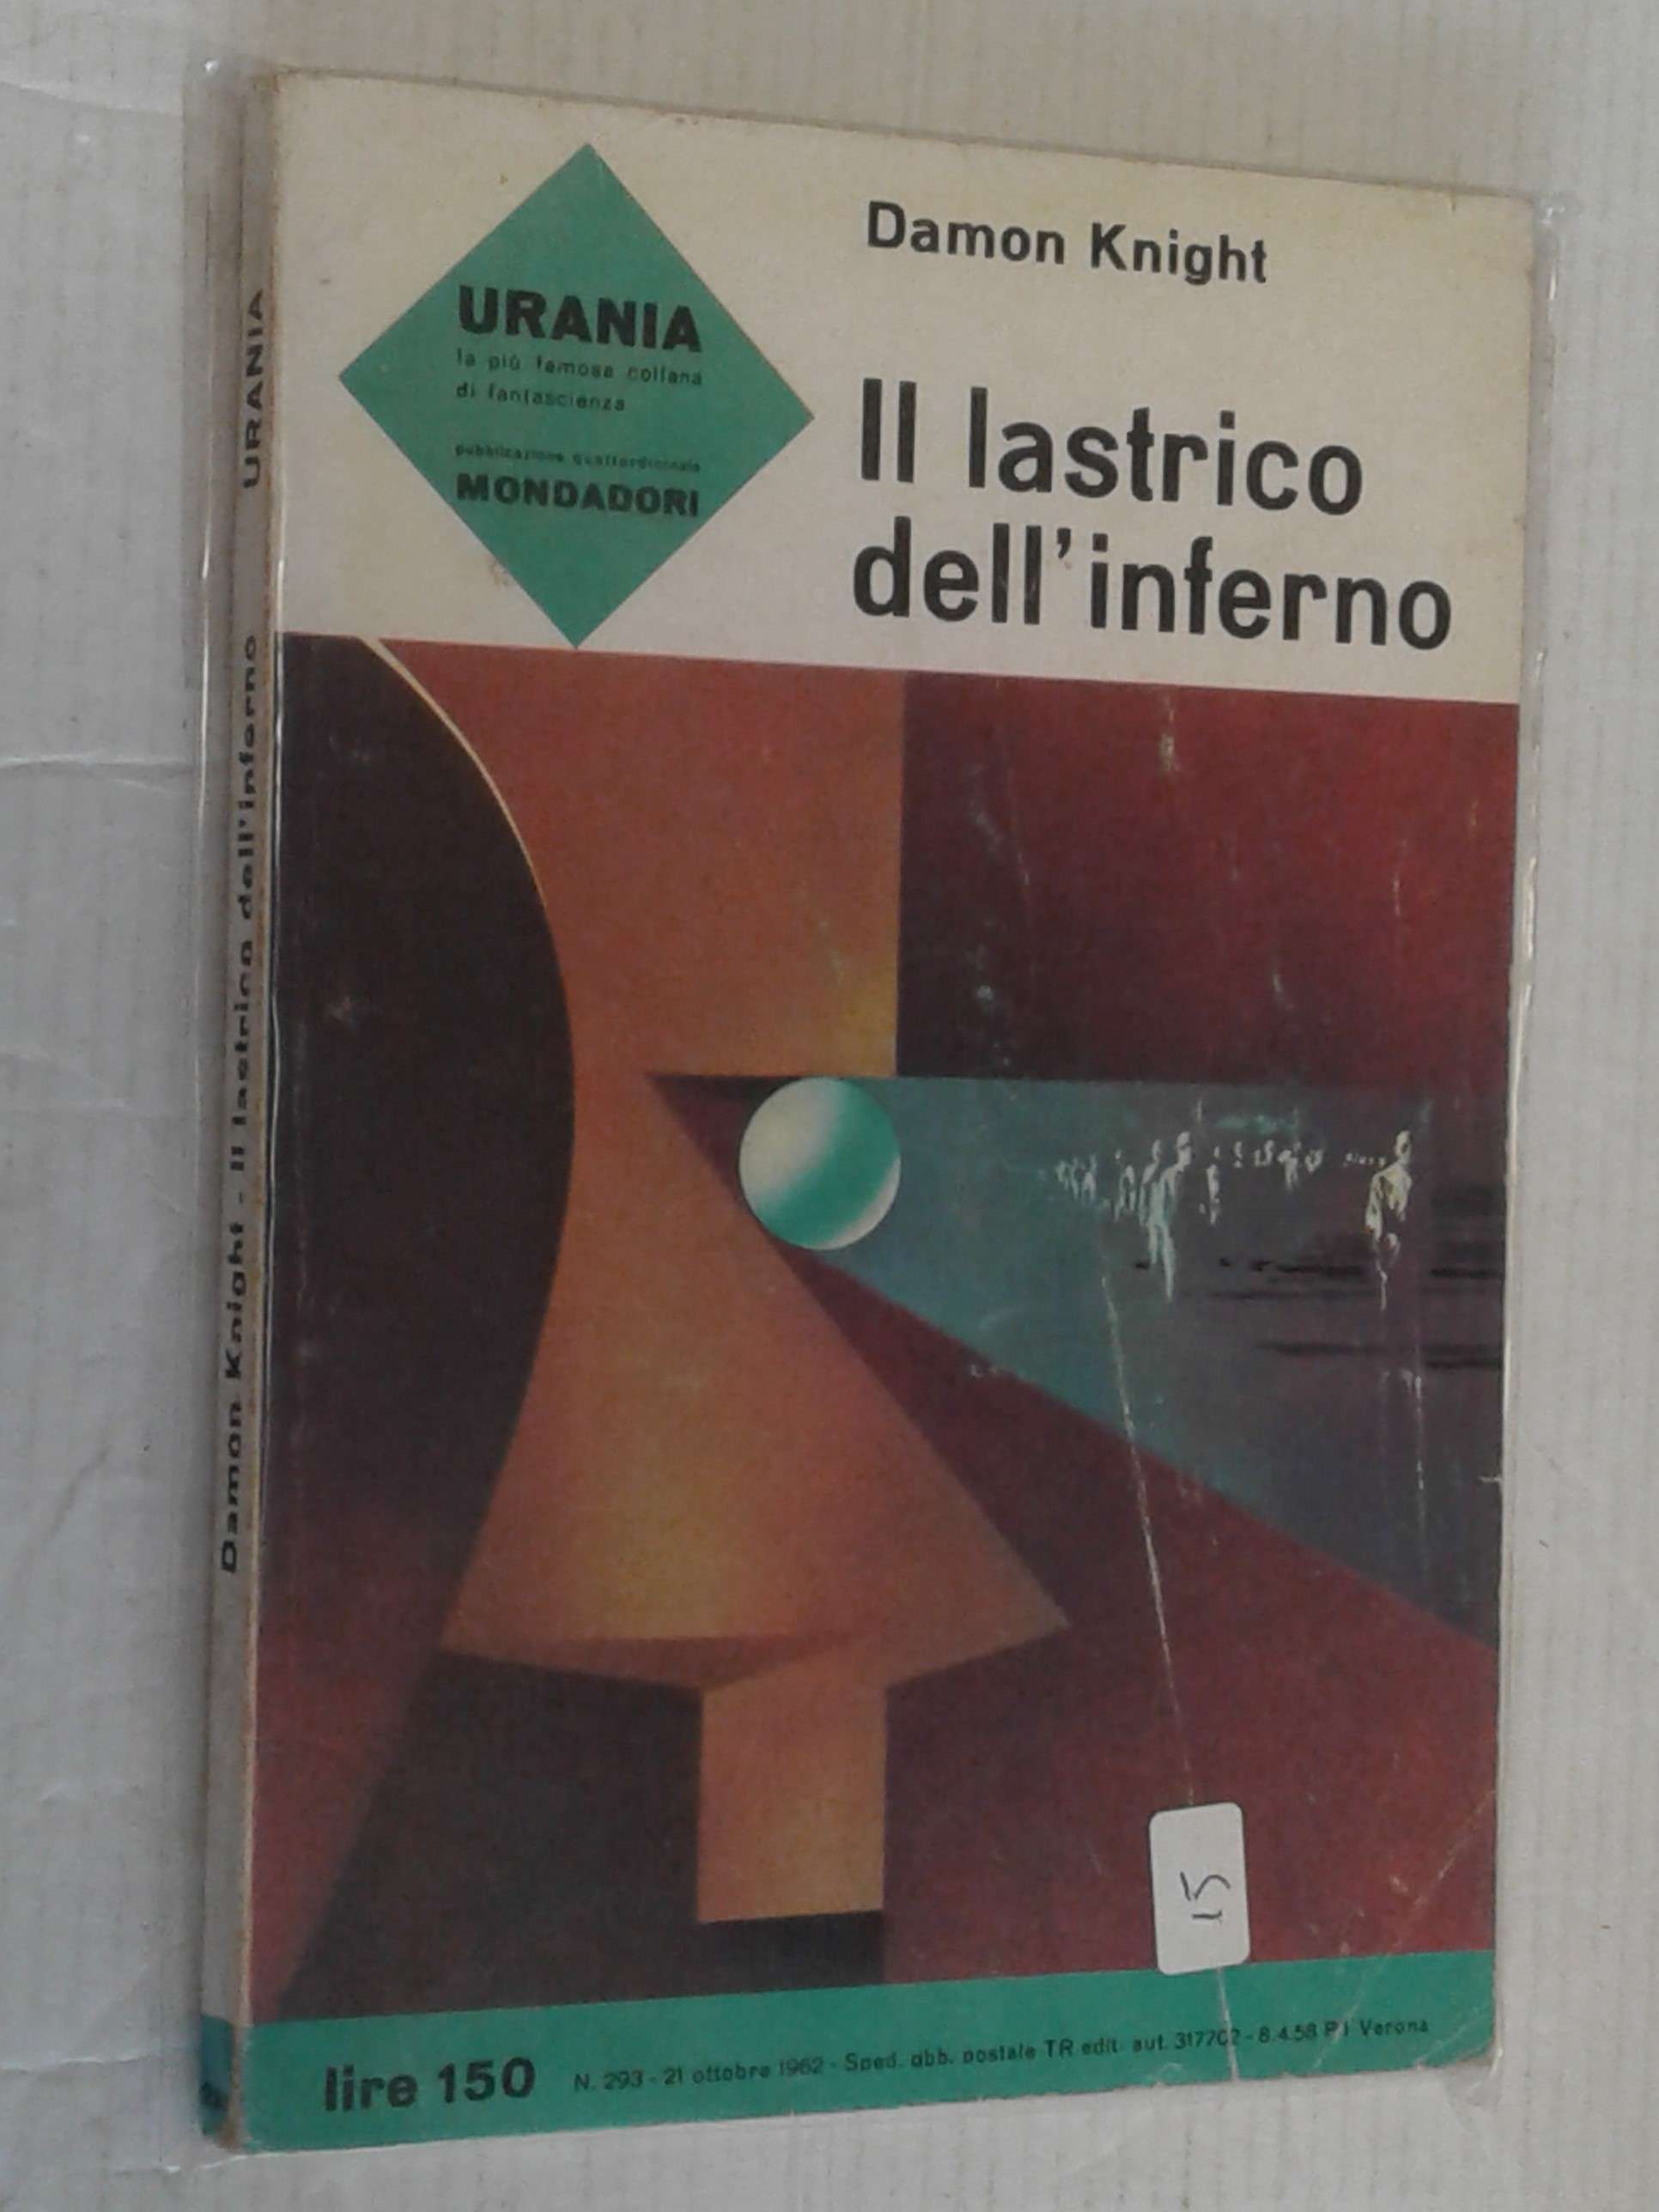 Damon Knight
URANIA
la più famosa collana
di fantascienza
pubblicazione quattordicinale
MONDADORI
Il lastrico
dell'inferno
Damon Knight - Il lastrico dell'inferno URANIA
15
lire 150 N. 293 - 21 ottobre 1962 - Sped. abb. postale TR edit. aut. 317702 - 8.4.58 P.I Verona